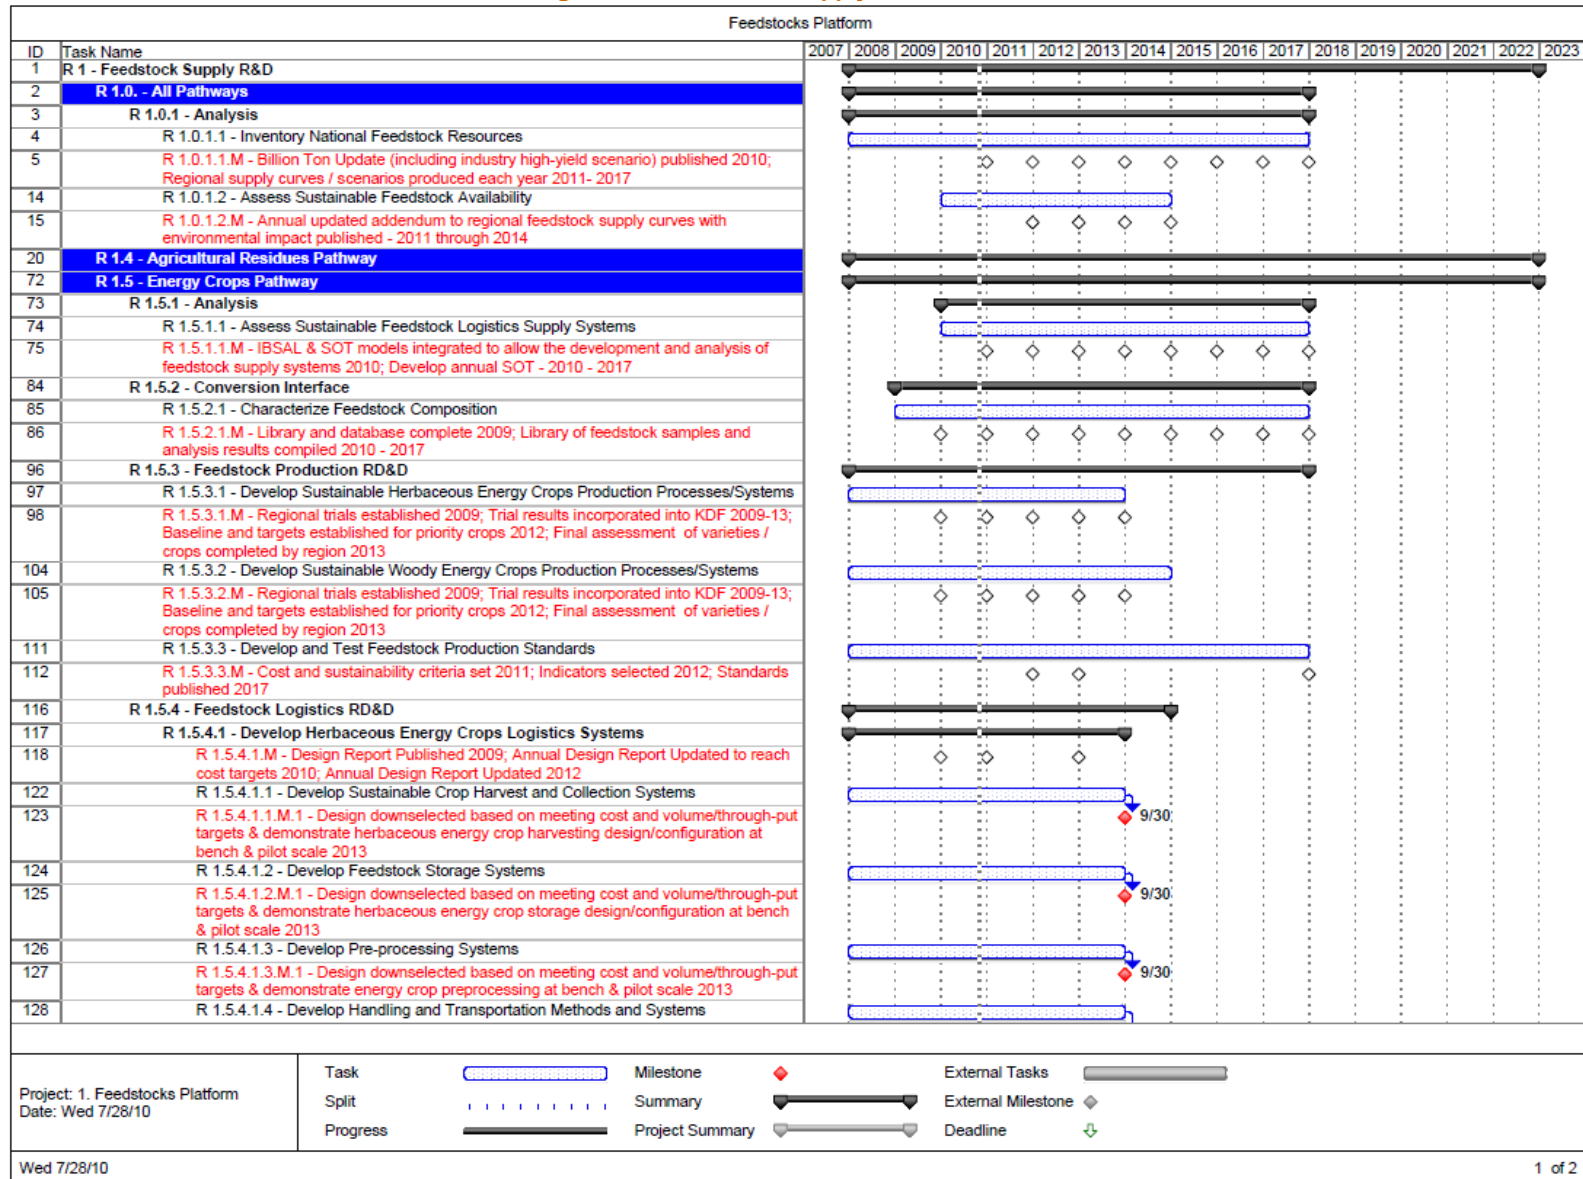 Feedstocks Platform
ID Task Name 2007 2008 2009 2010 2011 2012 2013 2014 2015 2016 2017 2018 2019 2020 2021 2022 2023
1 R 1 - Feedstock Supply R&D
2 R 1.0. - All Pathways
3 R 1.0.1 - Analysis
4 R 1.0.1.1 - Inventory National Feedstock Resources
5 R 1.0.1.1.M - Billion Ton Update (including industry high-yield scenario) published 2010;
Regional supply curves / scenarios produced each year 2011- 2017
14 R 1.0.1.2 - Assess Sustainable Feedstock Availability
15 R 1.0.1.2.M - Annual updated addendum to regional feedstock supply curves with
environmental impact published - 2011 through 2014
20 R 1.4 - Agricultural Residues Pathway
72 R 1.5 - Energy Crops Pathway
73 R 1.5.1 - Analysis
74 R 1.5.1.1 - Assess Sustainable Feedstock Logistics Supply Systems
75 R 1.5.1.1.M - IBSAL & SOT models integrated to allow the development and analysis of
feedstock supply systems 2010; Develop annual SOT - 2010 - 2017
84 R 1.5.2 - Conversion Interface
85 R 1.5.2.1 - Characterize Feedstock Composition
86 R 1.5.2.1.M - Library and database complete 2009; Library of feedstock samples and
analysis results compiled 2010 - 2017
96 R 1.5.3 - Feedstock Production RD&D
97 R 1.5.3.1 - Develop Sustainable Herbaceous Energy Crops Production Processes/Systems
98 R 1.5.3.1.M - Regional trials established 2009; Trial results incorporated into KDF 2009-13;
Baseline and targets established for priority crops 2012; Final assessment of varieties /
crops completed by region 2013
104 R 1.5.3.2 - Develop Sustainable Woody Energy Crops Production Processes/Systems
105 R 1.5.3.2.M - Regional trials established 2009; Trial results incorporated into KDF 2009-13;
Baseline and targets established for priority crops 2012; Final assessment of varieties /
crops completed by region 2013
111 R 1.5.3.3 - Develop and Test Feedstock Production Standards
112 R 1.5.3.3.M - Cost and sustainability criteria set 2011; Indicators selected 2012; Standards
published 2017
116 R 1.5.4 - Feedstock Logistics RD&D
117 R 1.5.4.1 - Develop Herbaceous Energy Crops Logistics Systems
118 R 1.5.4.1.M - Design Report Published 2009; Annual Design Report Updated to reach
cost targets 2010; Annual Design Report Updated 2012
122 R 1.5.4.1.1 - Develop Sustainable Crop Harvest and Collection Systems
123 R 1.5.4.1.1.M.1 - Design downselected based on meeting cost and volume/through-put 9/30
targets & demonstrate herbaceous energy crop harvesting design/configuration at
bench & pilot scale 2013
124 R 1.5.4.1.2 - Develop Feedstock Storage Systems
125 R 1.5.4.1.2.M.1 - Design downselected based on meeting cost and volume/through-put 9/30
targets & demonstrate herbaceous energy crop storage design/configuration at bench
& pilot scale 2013
126 R 1.5.4.1.3 - Develop Pre-processing Systems
127 R 1.5.4.1.3.M.1 - Design downselected based on meeting cost and volume/through-put 9/30
targets & demonstrate energy crop preprocessing at bench & pilot scale 2013
128 R 1.5.4.1.4 - Develop Handling and Transportation Methods and Systems
Project: 1. Feedstocks Platform
Date: Wed 7/28/10
Task Milestone External Tasks
Split Summary External Milestone
Progress Project Summary Deadline
Wed 7/28/10 1 of 2